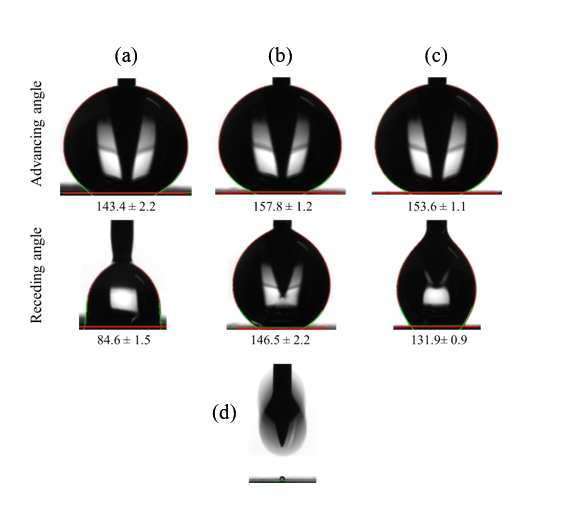 (a) (b) (c)
Advancing angle
143.4 ± 2.2 157.8 ± 1.2 153.6 ± 1.1
Receding angle
84.6 ± 1.5 146.5 ± 2.2 131.9± 0.9
(d)